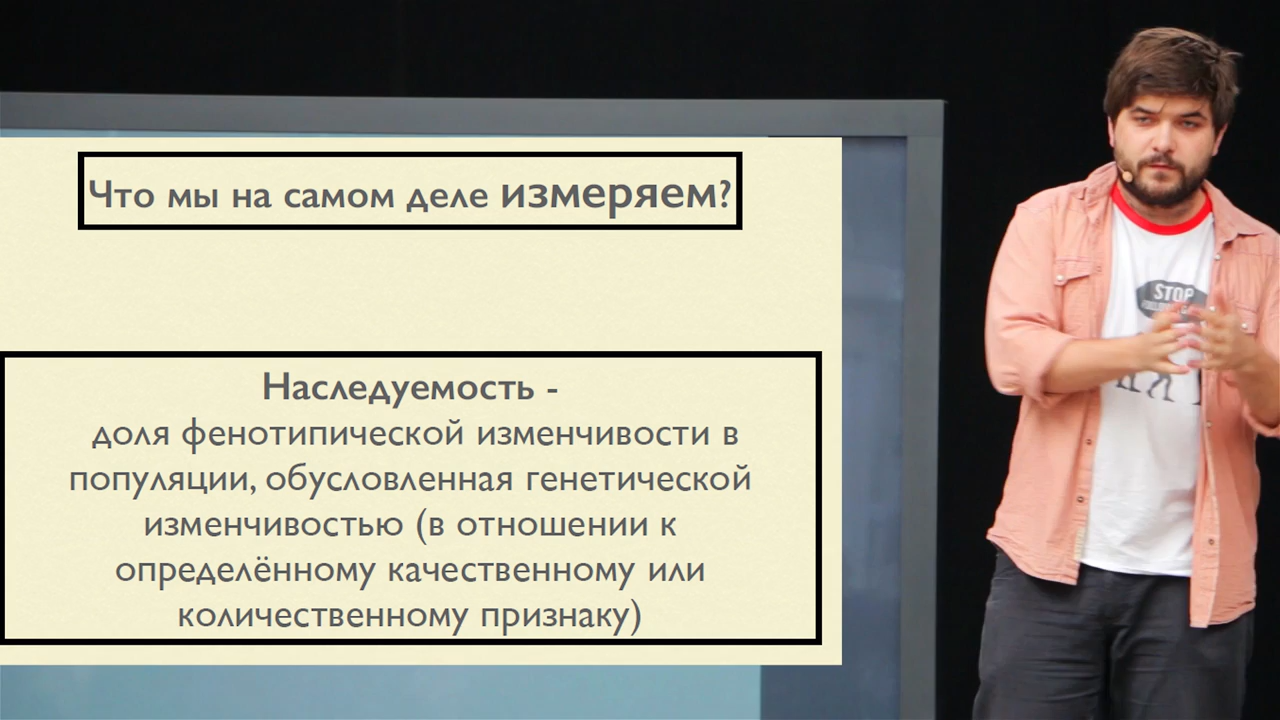 Что мы на самом деле измеряем?
Наследуемость -
доля фенотипической изменчивости в
популяции, обусловленная генетической
изменчивостью (в отношении к
определённому качественному или
количественному признаку)
STOP